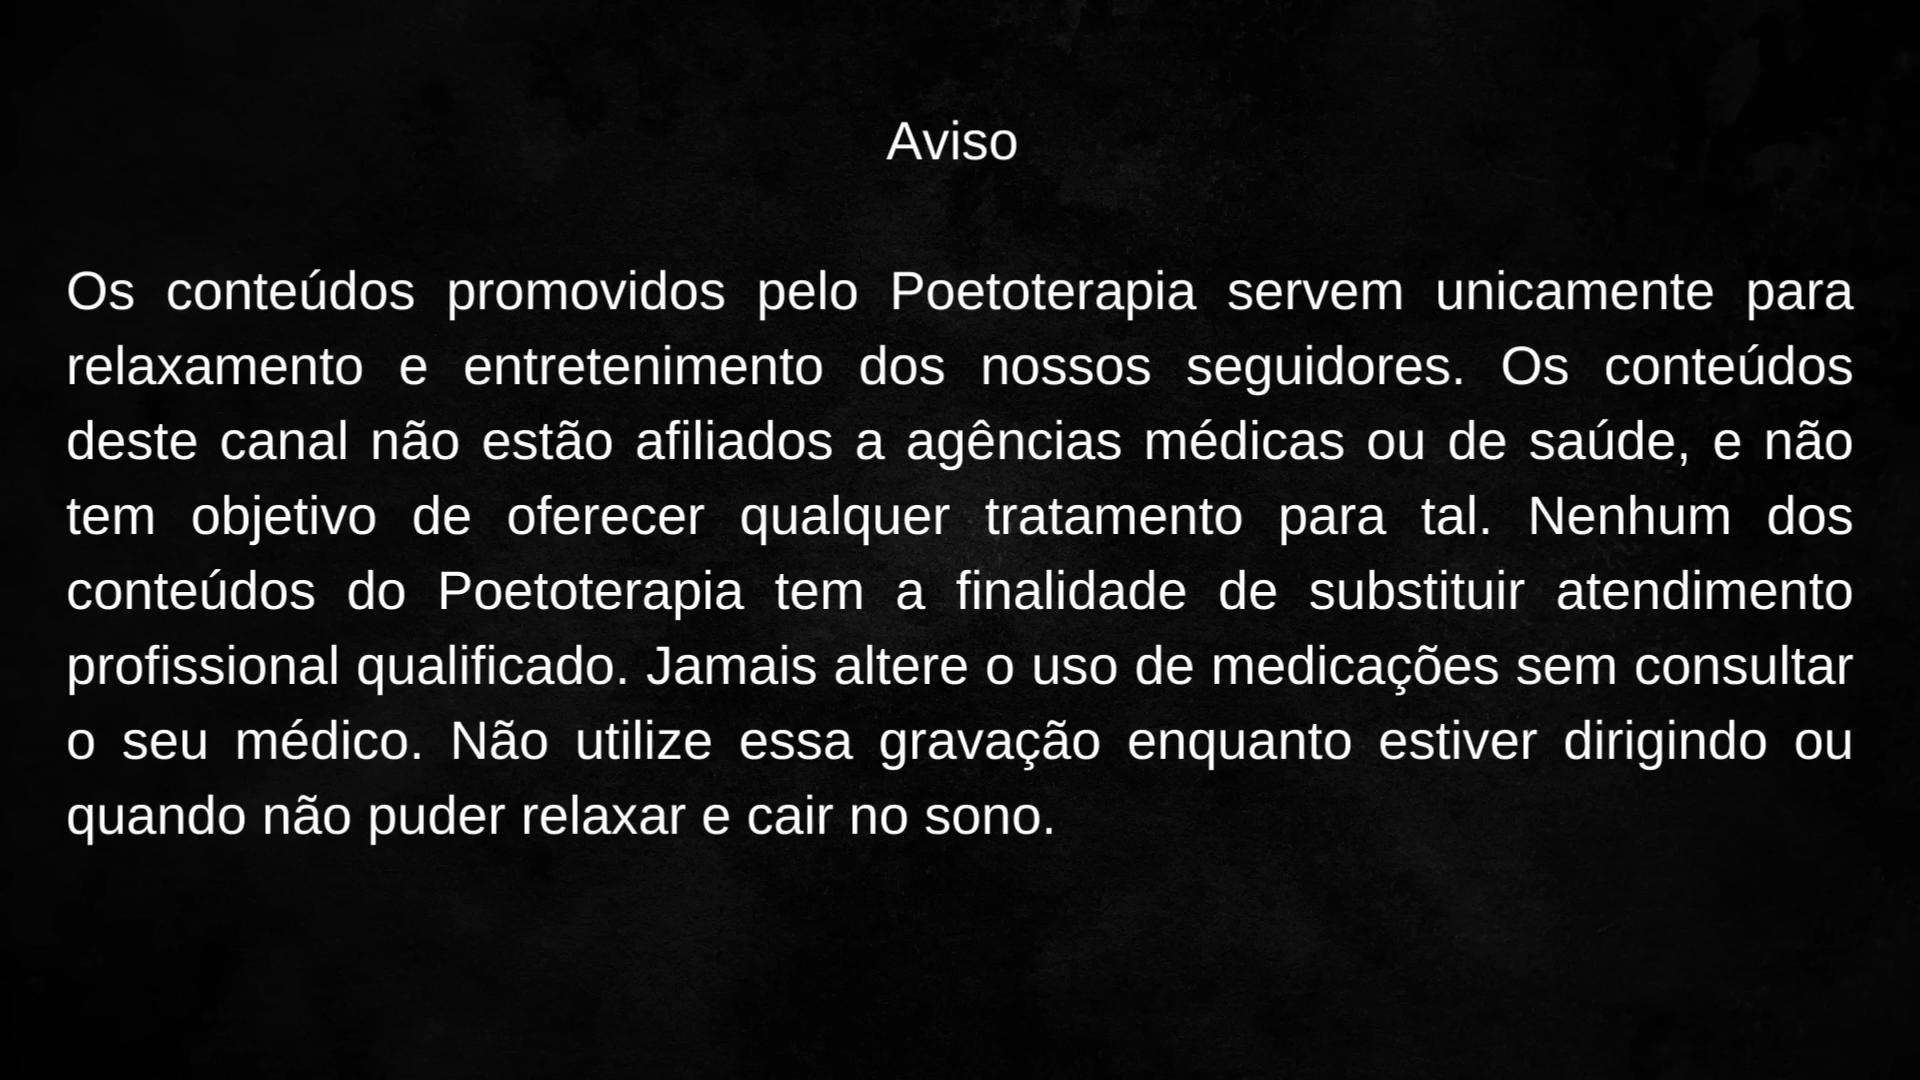 Aviso
Os conteúdos promovidos pelo Poetoterapia servem unicamente para
relaxamento e entretenimento dos nossos seguidores. Os conteúdos
deste canal não estão afiliados a agências médicas ou de saúde, e não
tem objetivo de oferecer qualquer tratamento para tal. Nenhum dos
conteúdos do Poetoterapia tem a finalidade de substituir atendimento
profissional qualificado. Jamais altere o uso de medicações sem consultar
o seu médico. Não utilize essa gravação enquanto estiver dirigindo ou
quando não puder relaxar e cair no sono.